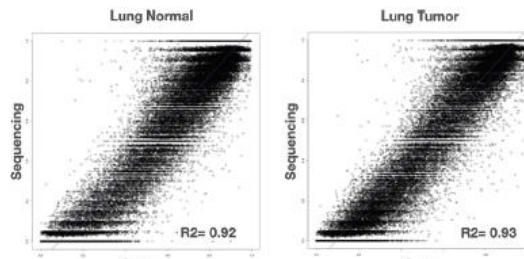 Lung Normal
Lung Tumor
Sequencing
Sequencing
R2= 0.92
R2= 0.93